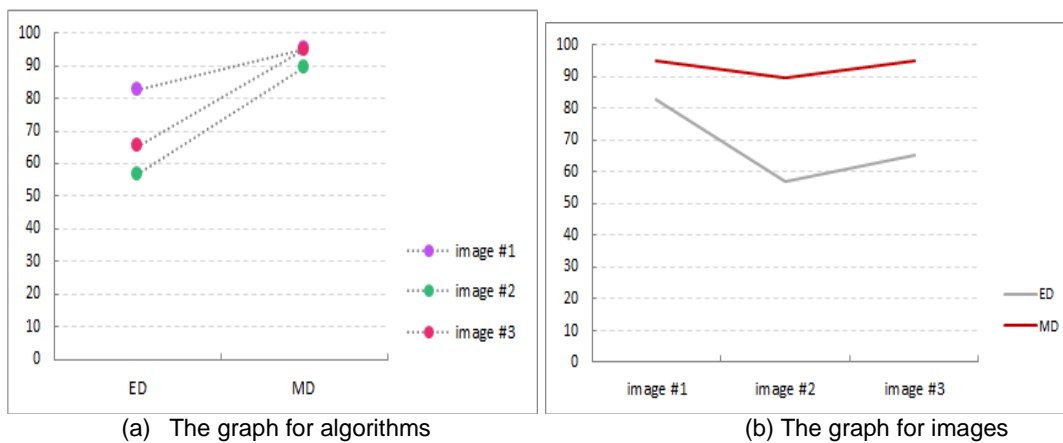 100
90
80
70
60
50
40
30
20
10
0
ED MD
image #1
image #2
image #3
(a) The graph for algorithms
100
90
80
70
60
50
40
30
20
10
0
image #1 image #2 image #3
ED
MD
(b) The graph for images